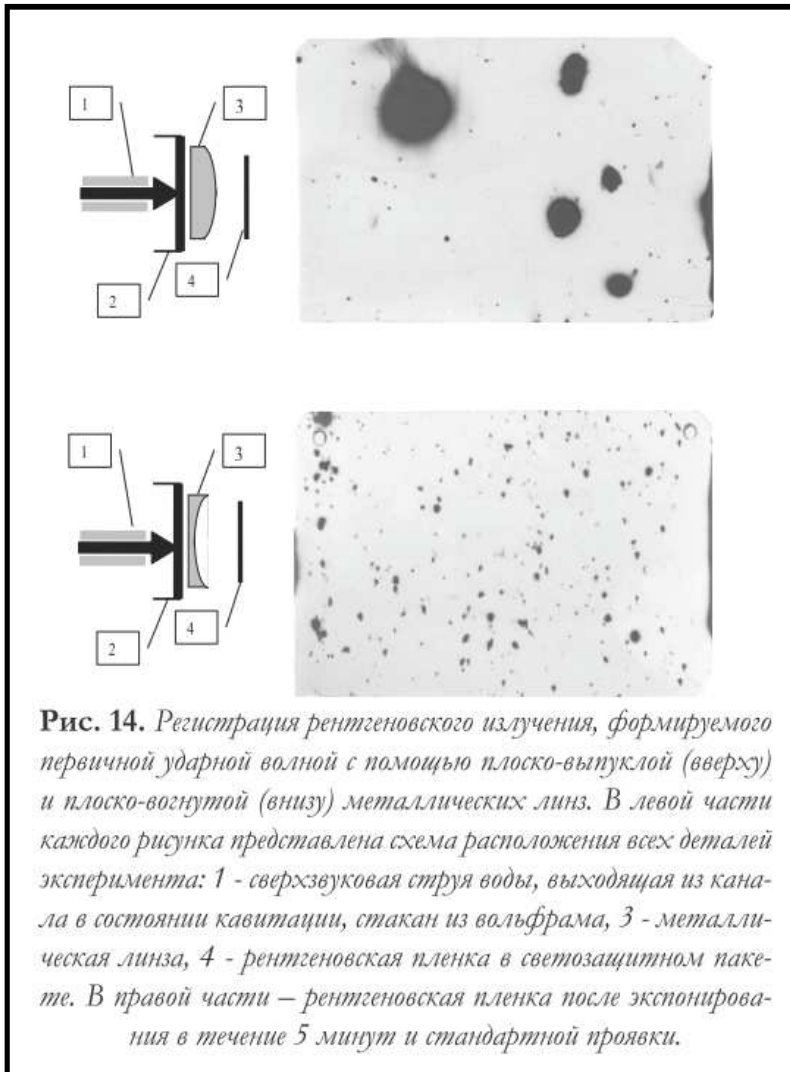 1
3
2
4
1
3
2
4
Рис. 14. Регистрация рентгеновского излучения, формируемого
первичной ударной волной с помощью плоско-выпуклой (вверху)
и плоско-вогнутой (внизу) металлических линз. В левой части
каждого рисунка представлена схема расположения всех деталей
эксперимента: 1 - сверхзвуковая струя воды, выходящая из кана-
ла в состоянии кавитации, стакан из вольфрама, 3 - металли-
ческая линза, 4 - рентгеновская пленка в светозащитном паке-
те. В правой части – рентгеновская пленка после экспонирова-
ния в течение 5 минут и стандартной проявки.